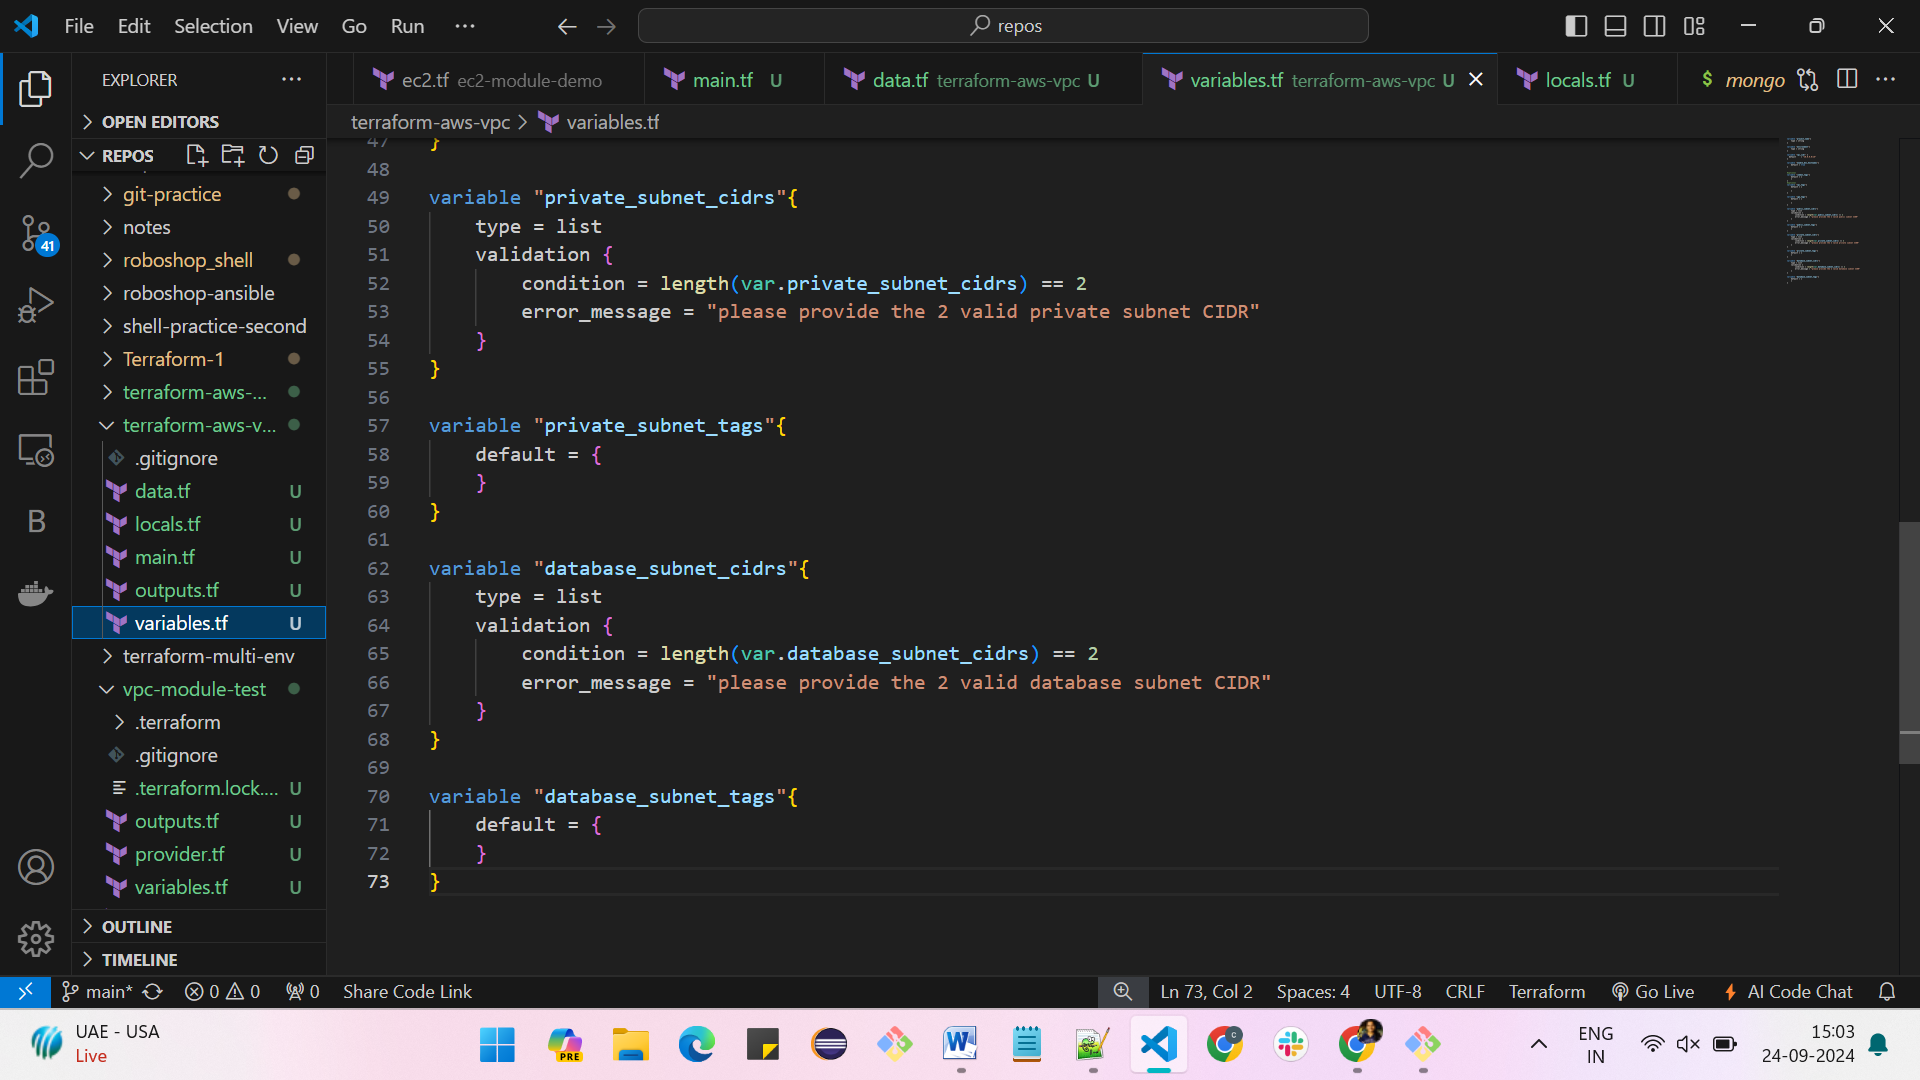 File Edit Selection View Go Run ···
repos
EXPLORER
ec2.tf ec2-module-demo
main.tf U
data.tf terraform-aws-vpc U
variables.tf terraform-aws-vpc U
locals.tf U
$ mongo
OPEN EDITORS
terraform-aws-vpc > variables.tf
REPOS
git-practice
notes
roboshop_shell
roboshop-ansible
shell-practice-second
Terraform-1
terraform-aws-...
terraform-aws-v...
.gitignore
data.tf U
locals.tf U
main.tf U
outputs.tf U
variables.tf U
terraform-multi-env
vpc-module-test
.terraform
.gitignore
.terraform.lock.... U
outputs.tf U
provider.tf U
variables.tf U
OUTLINE
TIMELINE
41
B
47 }
48
49 variable "private_subnet_cidrs"{
50 type = list
51 validation {
52 condition = length(var.private_subnet_cidrs) == 2
53 error_message = "please provide the 2 valid private subnet CIDR"
54 }
55 }
56
57 variable "private_subnet_tags"{
58 default = {
59 }
60 }
61
62 variable "database_subnet_cidrs"{
63 type = list
64 validation {
65 condition = length(var.database_subnet_cidrs) == 2
66 error_message = "please provide the 2 valid database subnet CIDR"
67 }
68 }
69
70 variable "database_subnet_tags"{
71 default = {
72 }
73 }
main* 0 0 0 Share Code Link
Ln 73, Col 2 Spaces: 4 UTF-8 CRLF Terraform Go Live AI Code Chat
UAE - USA
Live
PRE
ENG
IN
15:03
24-09-2024